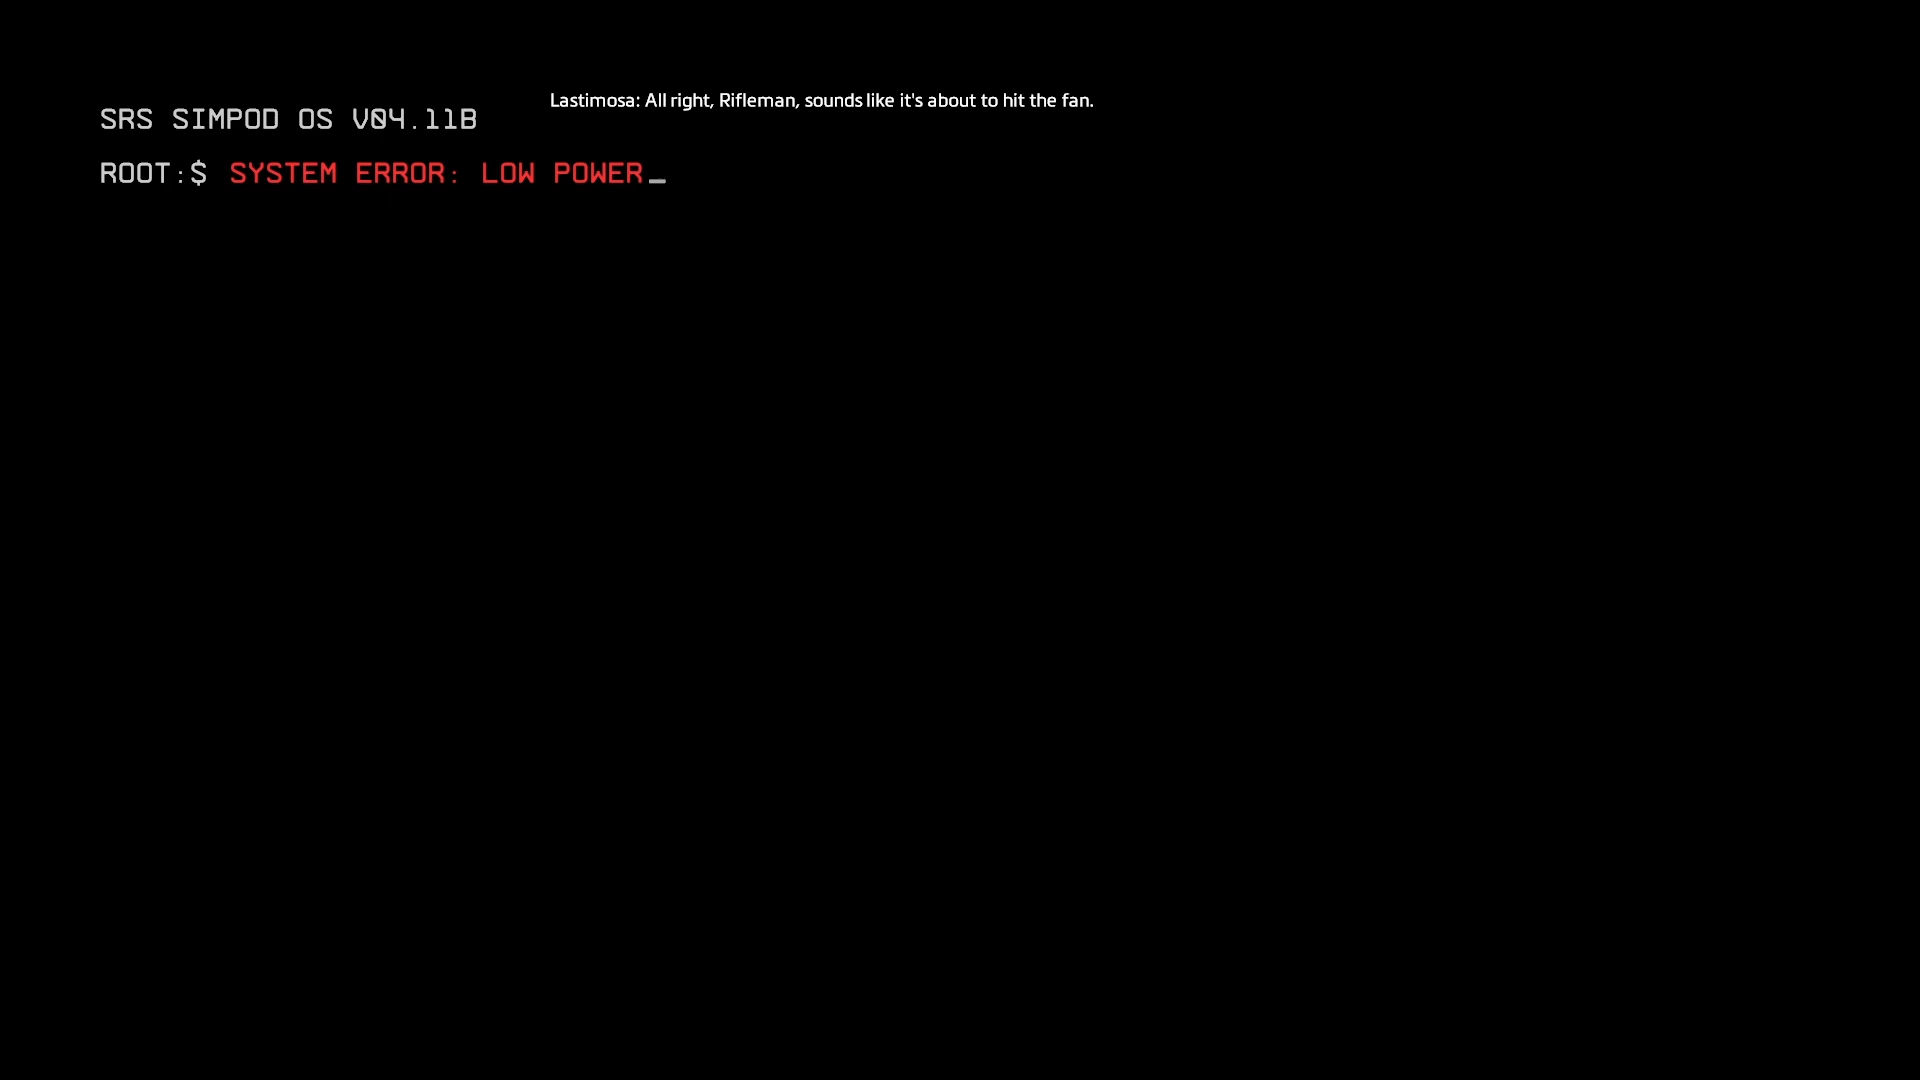 Lastimosa: All right, Rifleman, sounds like it's about to hit the fan.
SRS SIMPOD OS V04.11B
ROOT:$ SYSTEM ERROR: LOW POWER_